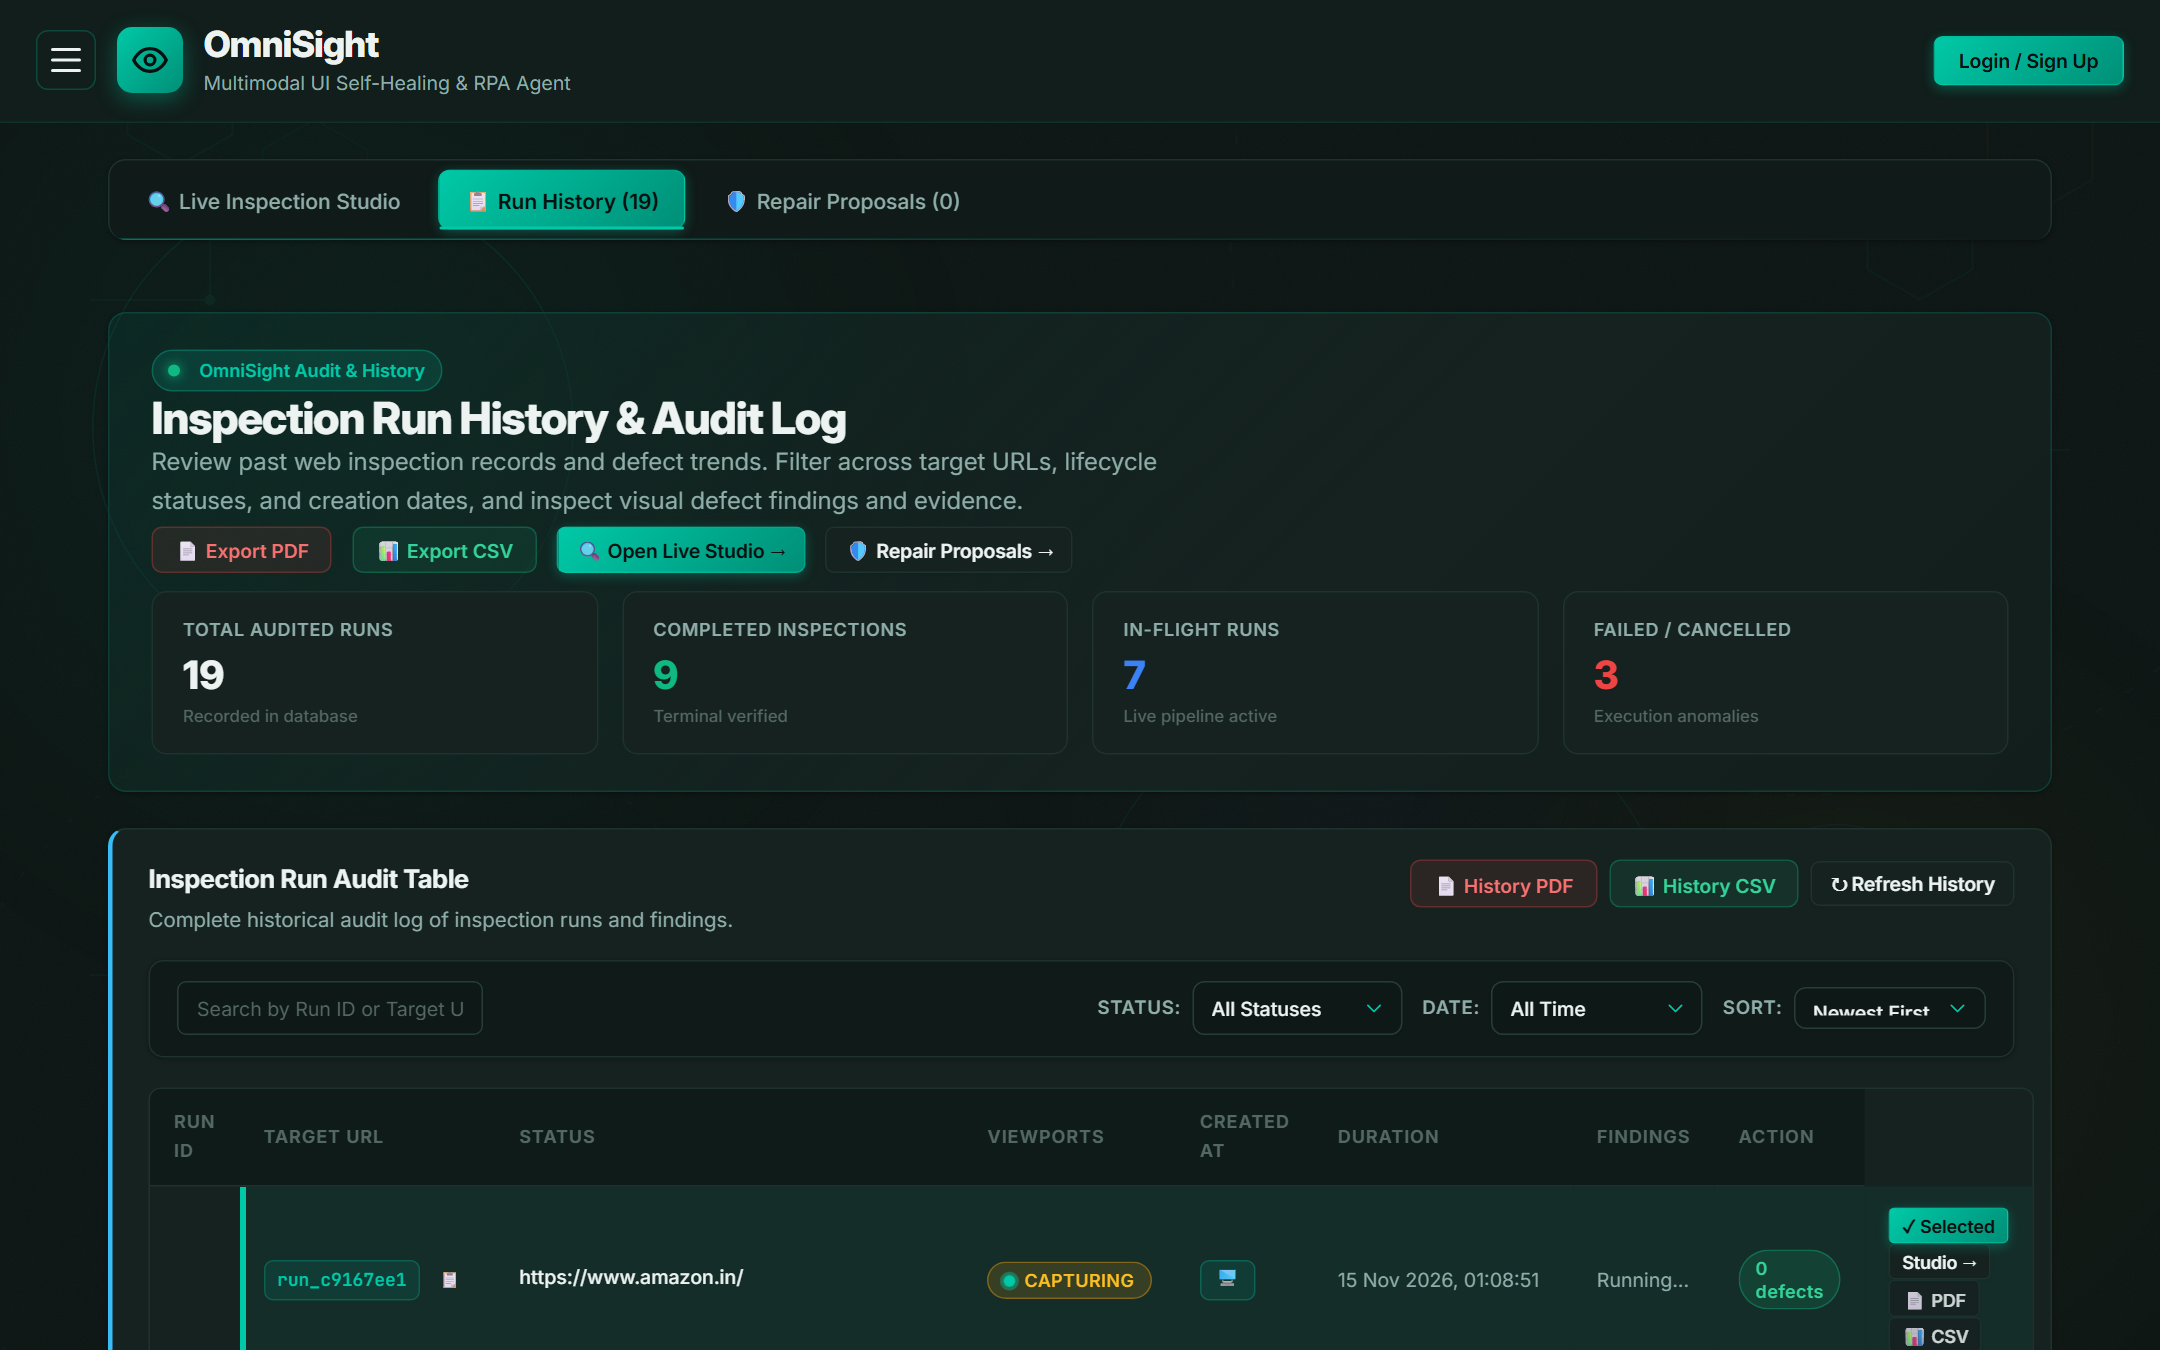 OmniSight
Multimodal UI Self-Healing & RPA Agent
Login / Sign Up
Live Inspection Studio
Run History (19)
Repair Proposals (0)
OmniSight Audit & History
Inspection Run History & Audit Log
Review past web inspection records and defect trends. Filter across target URLs, lifecycle
statuses, and creation dates, and inspect visual defect findings and evidence.
Export PDF
Export CSV
Open Live Studio →
Repair Proposals →
TOTAL AUDITED RUNS
19
Recorded in database
COMPLETED INSPECTIONS
9
Terminal verified
IN-FLIGHT RUNS
7
Live pipeline active
FAILED / CANCELLED
3
Execution anomalies
Inspection Run Audit Table
Complete historical audit log of inspection runs and findings.
History PDF
History CSV
↻ Refresh History
Search by Run ID or Target U
STATUS:
All Statuses
DATE:
All Time
SORT:
Newest First
RUN
ID
TARGET URL
STATUS
VIEWPORTS
CREATED
AT
DURATION
FINDINGS
ACTION
run_c9167ee1
https://www.amazon.in/
CAPTURING
15 Nov 2026, 01:08:51
Running...
0
defects
✓ Selected
Studio →
PDF
CSV